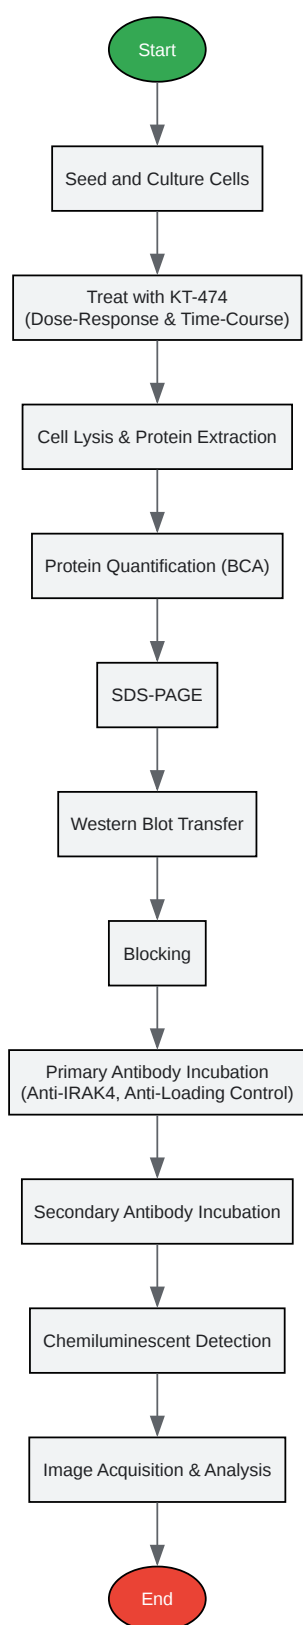 Start
Seed and Culture Cells
Treat with KT-474
(Dose-Response & Time-Course)
Cell Lysis & Protein Extraction
Protein Quantification (BCA)
SDS-PAGE
Western Blot Transfer
Blocking
Primary Antibody Incubation
(Anti-IRAK4, Anti-Loading Control)
Secondary Antibody Incubation
Chemiluminescent Detection
Image Acquisition & Analysis
End